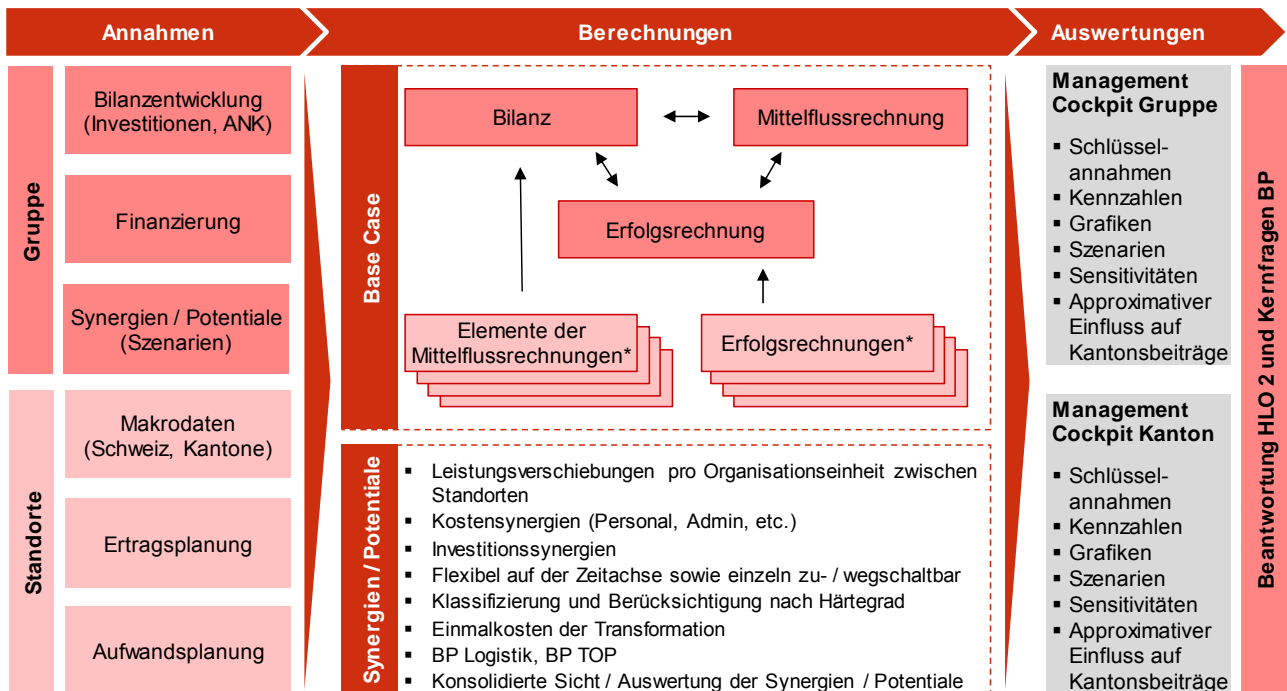 Annahmen
Berechnungen
Auswertungen
Gruppe
Bilanzentwicklung
(Investitionen, ANK)
Finanzierung
Synergien / Potentiale
(Szenarien)
Standorte
Makrodaten
(Schweiz, Kantone)
Ertragsplanung
Aufwandsplanung
Base Case
Bilanz
Mittelflussrechnung
Erfolgsrechnung
Elemente der
Mittelflussrechnungen*
Erfolgsrechnungen*
Synergien / Potentiale
▪ Leistungsverschiebungen pro Organisationseinheit zwischen
Standorten
▪ Kostensynergien (Personal, Admin, etc.)
▪ Investitionssynergien
▪ Flexibel auf der Zeitachse sowie einzeln zu- / wegschaltbar
▪ Klassifizierung und Berücksichtigung nach Härtegrad
▪ Einmalkosten der Transformation
▪ BP Logistik, BP TOP
▪ Konsolidierte Sicht / Auswertung der Synergien / Potentiale
Management
Cockpit Gruppe
▪ Schlüssel-
annahmen
▪ Kennzahlen
▪ Grafiken
▪ Szenarien
▪ Sensitivitäten
▪ Approximativer
Einfluss auf
Kantonsbeiträge
Management
Cockpit Kanton
▪ Schlüssel-
annahmen
▪ Kennzahlen
▪ Grafiken
▪ Szenarien
▪ Sensitivitäten
▪ Approximativer
Einfluss auf
Kantonsbeiträge
Beantwortung HLO 2 und Kernfragen BP